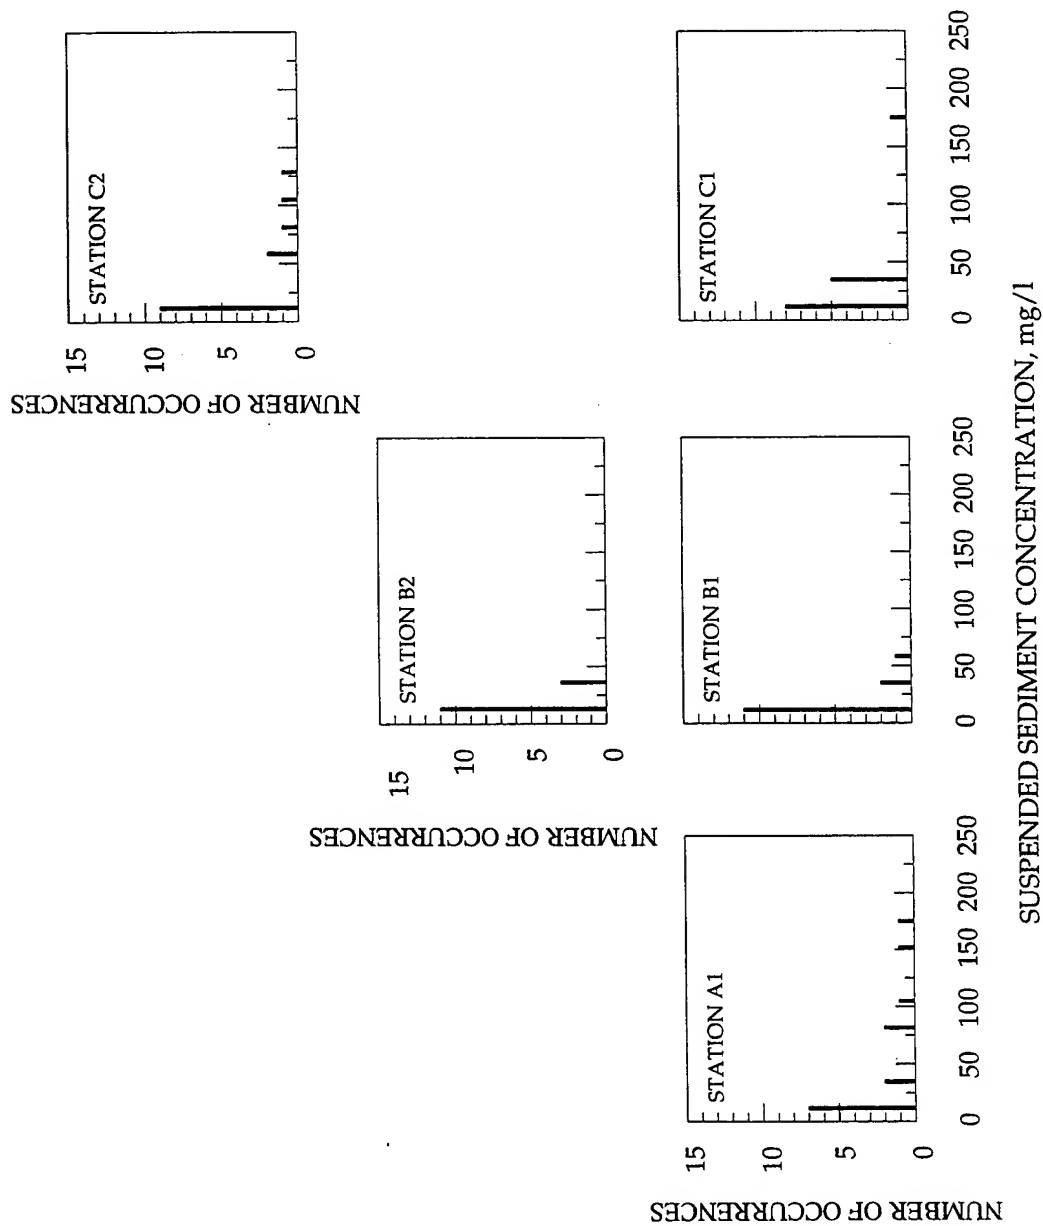 15
10
5
0
NUMBER OF OCCURRENCES
STATION C2
15
10
5
0
NUMBER OF OCCURRENCES
STATION B2
STATION C1
0 50 100 150 200 250
STATION B1
0 50 100 150 200 250
15
10
5
0
NUMBER OF OCCURRENCES
STATION A1
0 50 100 150 200 250
SUSPENDED SEDIMENT CONCENTRATION, mg/l